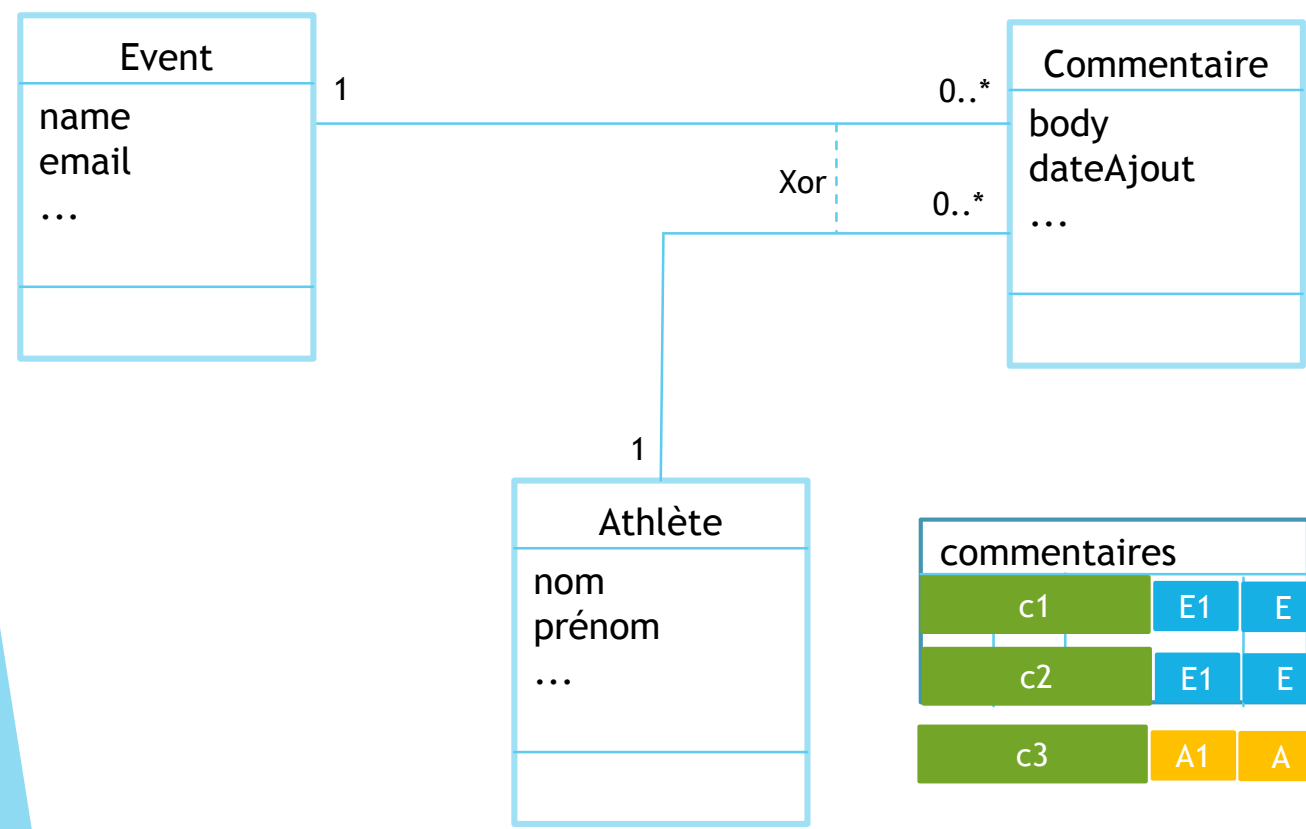 Event
name
email
...
1
0..*
Commentaire
body
dateAjout
...
Xor
0..*
1
Athlète
nom
prénom
...
commentaires
c1 E1 E
c2 E1 E
c3 A1 A